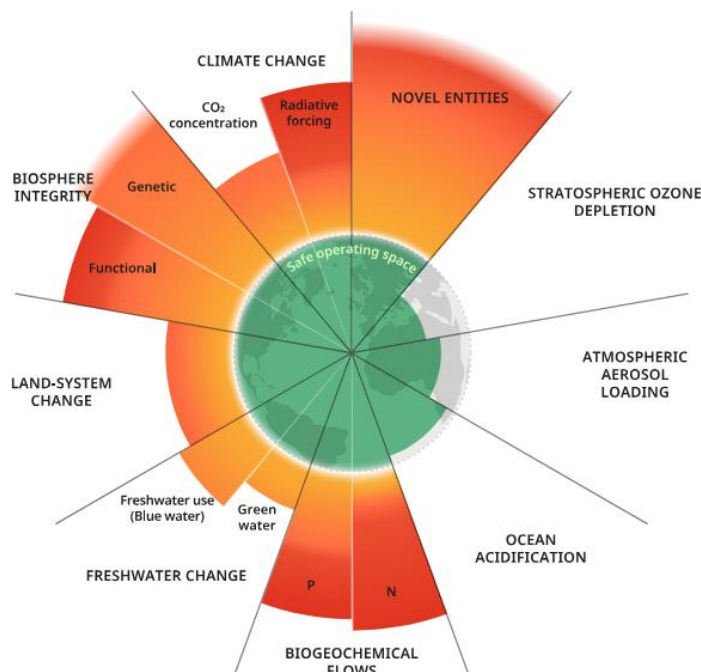 CLIMATE CHANGE
CO₂
concentration
Radiative
forcing
NOVEL ENTITIES
BIOSPHERE
INTEGRITY
Genetic
Functional
STRATOSPHERIC OZONE
DEPLETION
Safe operating space
ATMOSPHERIC
AEROSOL
LOADING
LAND-SYSTEM
CHANGE
Freshwater use
(Blue water)
Green
water
FRESHWATER CHANGE
OCEAN
ACIDIFICATION
P
N
BIOGEOCHEMICAL
FLOWS